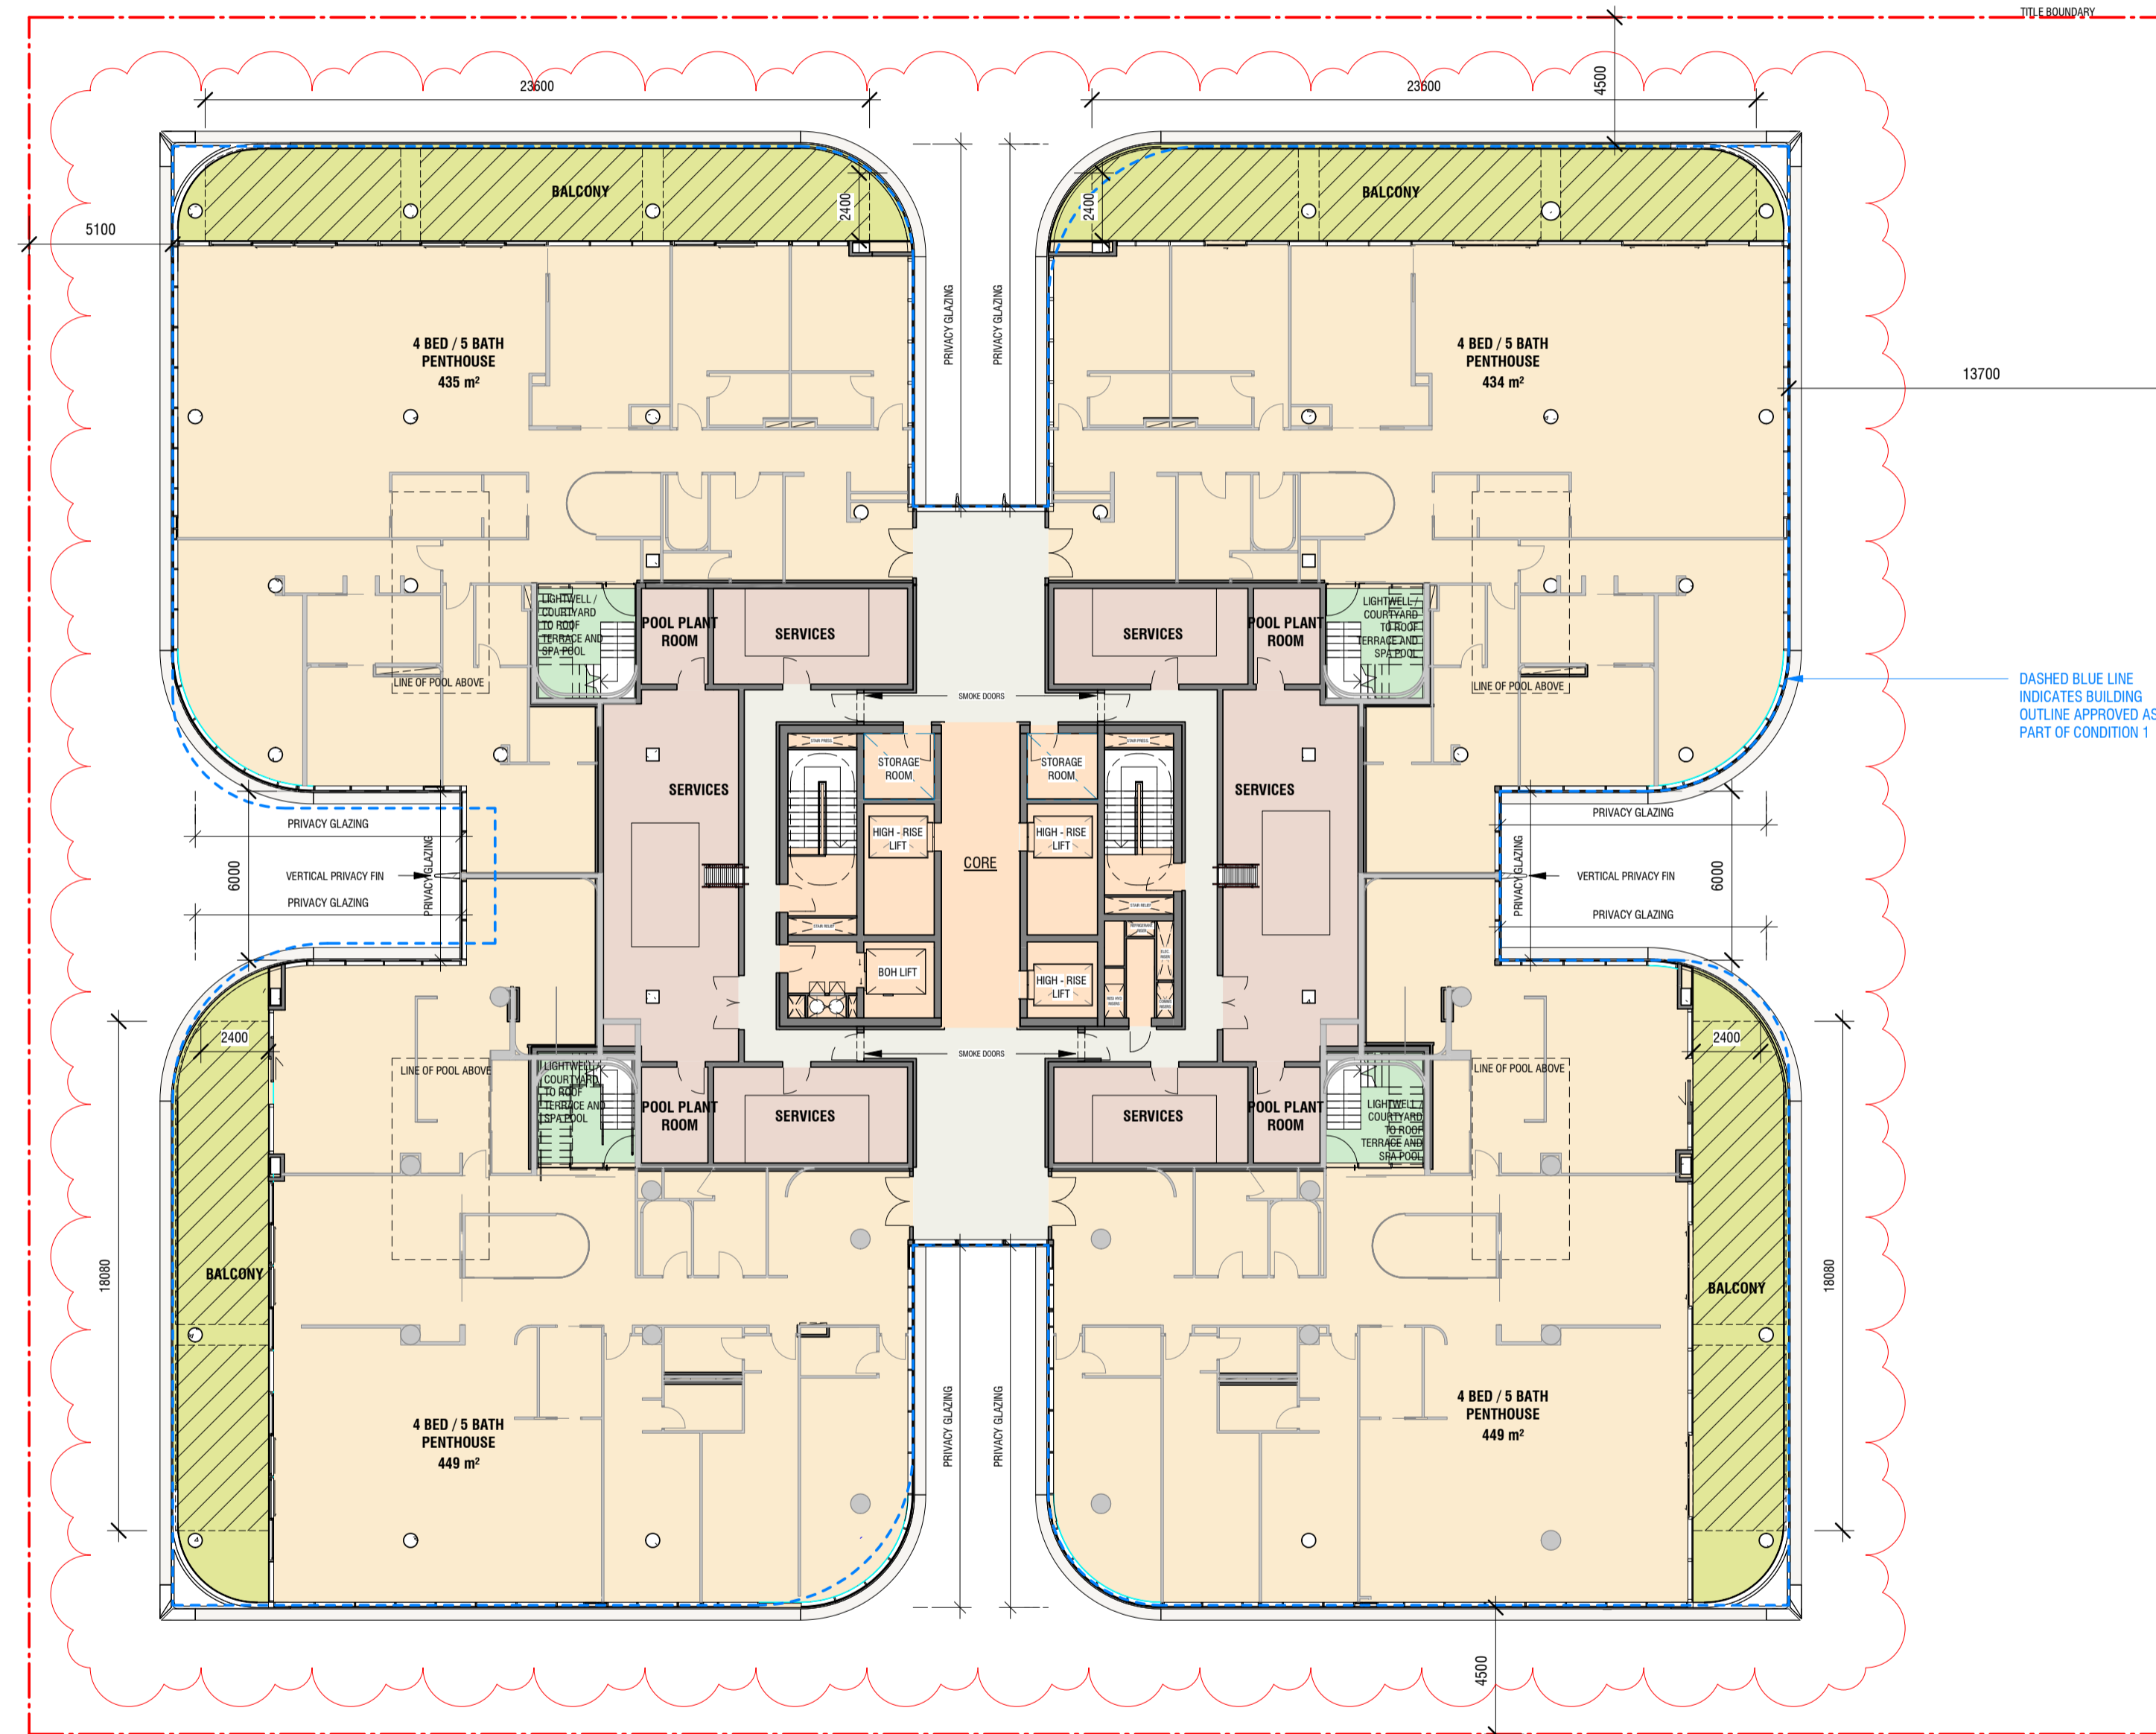 TITLE BOUNDARY
23600
23600
4500
BALCONY
2400
2400
BALCONY
5100
PRIVACY GLAZING
PRIVACY GLAZING
4 BED / 5 BATH
PENTHOUSE
435 m²
4 BED / 5 BATH
PENTHOUSE
434 m²
13700
LIGHTWELL /
COURTYARD
TO ROOF
TERRACE AND
SPA POOL
POOL PLANT
ROOM
SERVICES
SERVICES
POOL PLANT
ROOM
LIGHTWELL /
COURTYARD
TO ROOF
TERRACE AND
SPA POOL
LINE OF POOL ABOVE
SMOKE DOORS
LINE OF POOL ABOVE
DASHED BLUE LINE
INDICATES BUILDING
OUTLINE APPROVED AS
PART OF CONDITION 1
STAIR PRESS.
STORAGE
ROOM
STORAGE
ROOM
STAIR PRESS.
SERVICES
SERVICES
PRIVACY GLAZING
PRIVACY GLAZING
HIGH - RISE
LIFT
HIGH - RISE
LIFT
CORE
6000
VERTICAL PRIVACY FIN
PRIVACY GLAZING
PRIVACY GLAZING
VERTICAL PRIVACY FIN
6000
PRIVACY GLAZING
PRIVACY GLAZING
STAIR RELIEF
STAIR RELIEF
BOH LIFT
HIGH - RISE
LIFT
2400
2400
SMOKE DOORS
LINE OF POOL ABOVE
LINE OF POOL ABOVE
LIGHTWELL /
COURTYARD
TO ROOF
TERRACE AND
SPA POOL
POOL PLANT
ROOM
SERVICES
SERVICES
POOL PLANT
ROOM
LIGHTWELL /
COURTYARD
TO ROOF
TERRACE AND
SPA POOL
18080
BALCONY
BALCONY
18080
4 BED / 5 BATH
PENTHOUSE
449 m²
PRIVACY GLAZING
PRIVACY GLAZING
4 BED / 5 BATH
PENTHOUSE
449 m²
4500